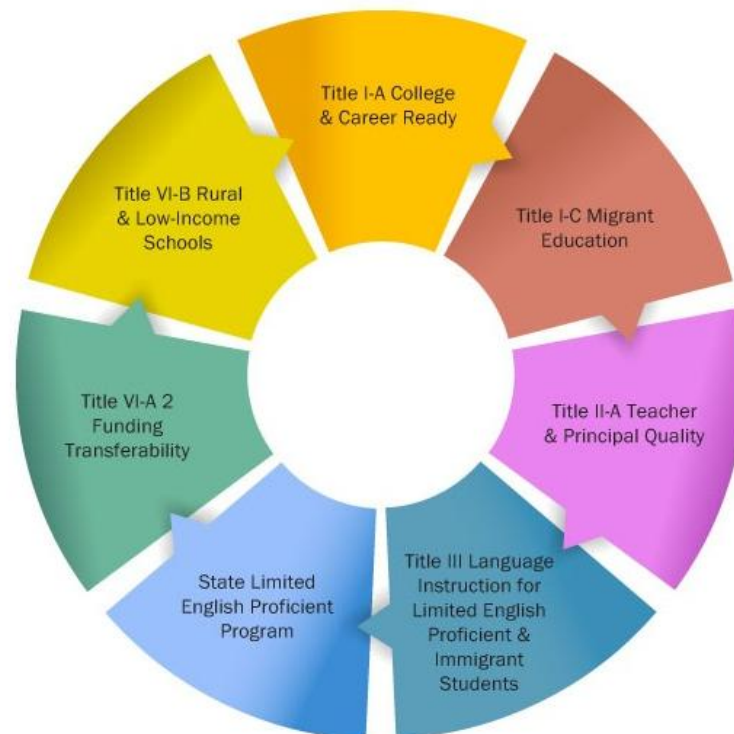 Title I-A College
& Career Ready
Title I-C Migrant
Education
Title II-A Teacher
& Principal Quality
Title III Language
Instruction for
Limited English
Proficient &
Immigrant
Students
State Limited
English Proficient
Program
Title VI-A 2
Funding
Transferability
Title VI-B Rural
& Low-Income
Schools